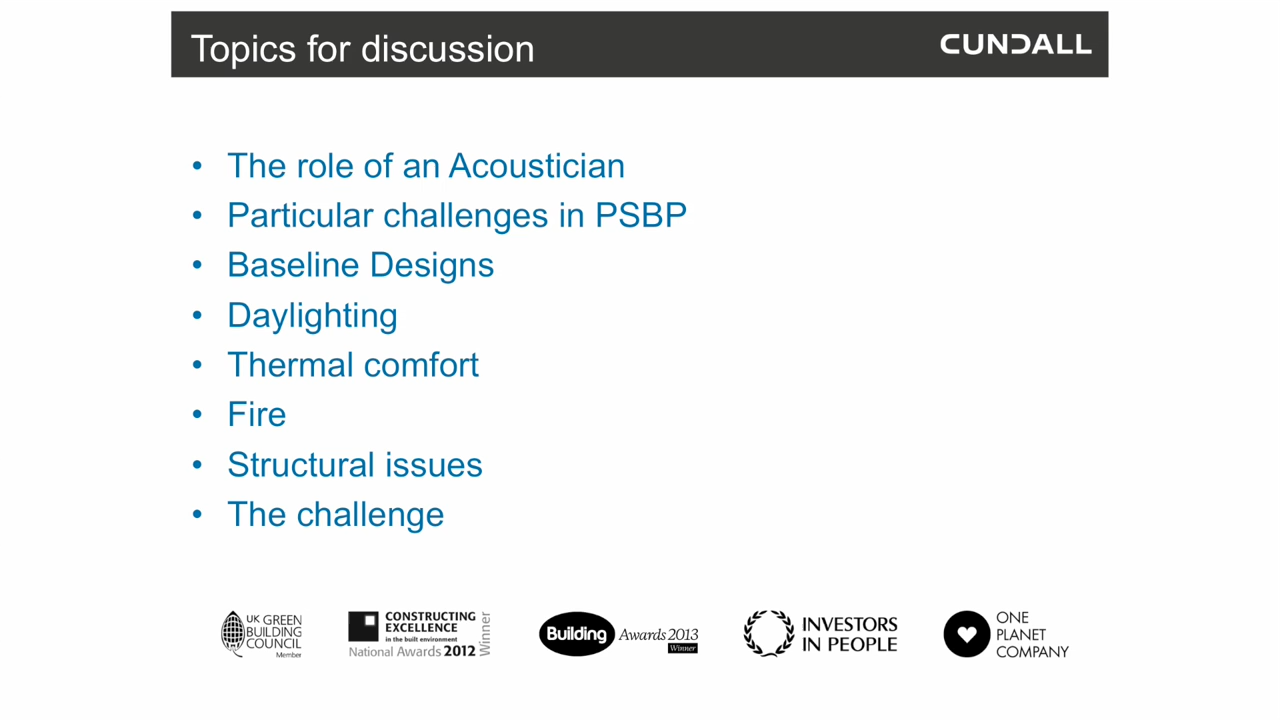 Topics for discussion
CUNDALL
• The role of an Acoustician
• Particular challenges in PSBP
• Baseline Designs
• Daylighting
• Thermal comfort
• Fire
• Structural issues
• The challenge
UK GREEN
BUILDING
COUNCIL
Member
CONSTRUCTING
EXCELLENCE
in the built environment
National Awards 2012
Winner
Building Awards 2013
Winner
INVESTORS
IN PEOPLE
ONE
PLANET
COMPANY